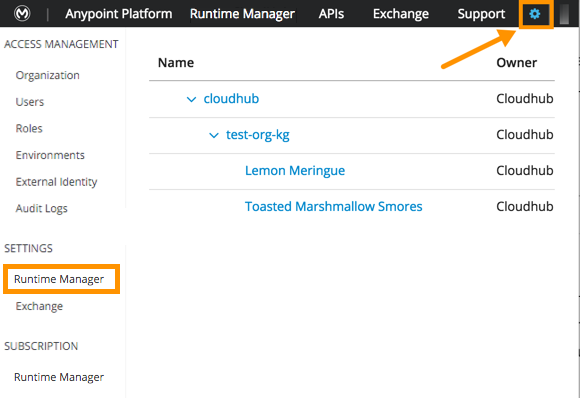 Anypoint Platform Runtime Manager APIs Exchange Support
ACCESS MANAGEMENT
Organization
Users
Roles
Environments
External Identity
Audit Logs
SETTINGS
Runtime Manager
Exchange
SUBSCRIPTION
Runtime Manager
Name Owner
cloudhub Cloudhub
test-org-kg Cloudhub
Lemon Meringue Cloudhub
Toasted Marshmallow Smores Cloudhub